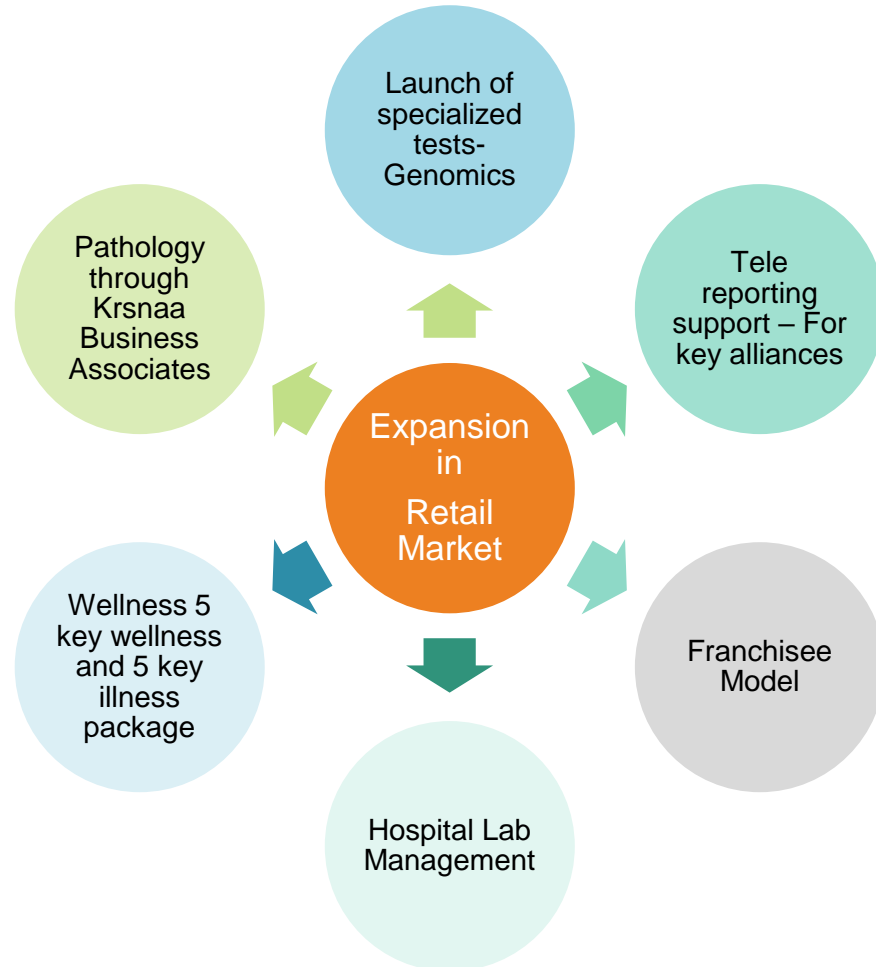 Launch of
specialized
tests-
Genomics
Pathology
through
Krsnaa
Business
Associates
Tele
reporting
support – For
key alliances
Expansion
in
Retail
Market
Wellness 5
key wellness
and 5 key
illness
package
Franchisee
Model
Hospital Lab
Management